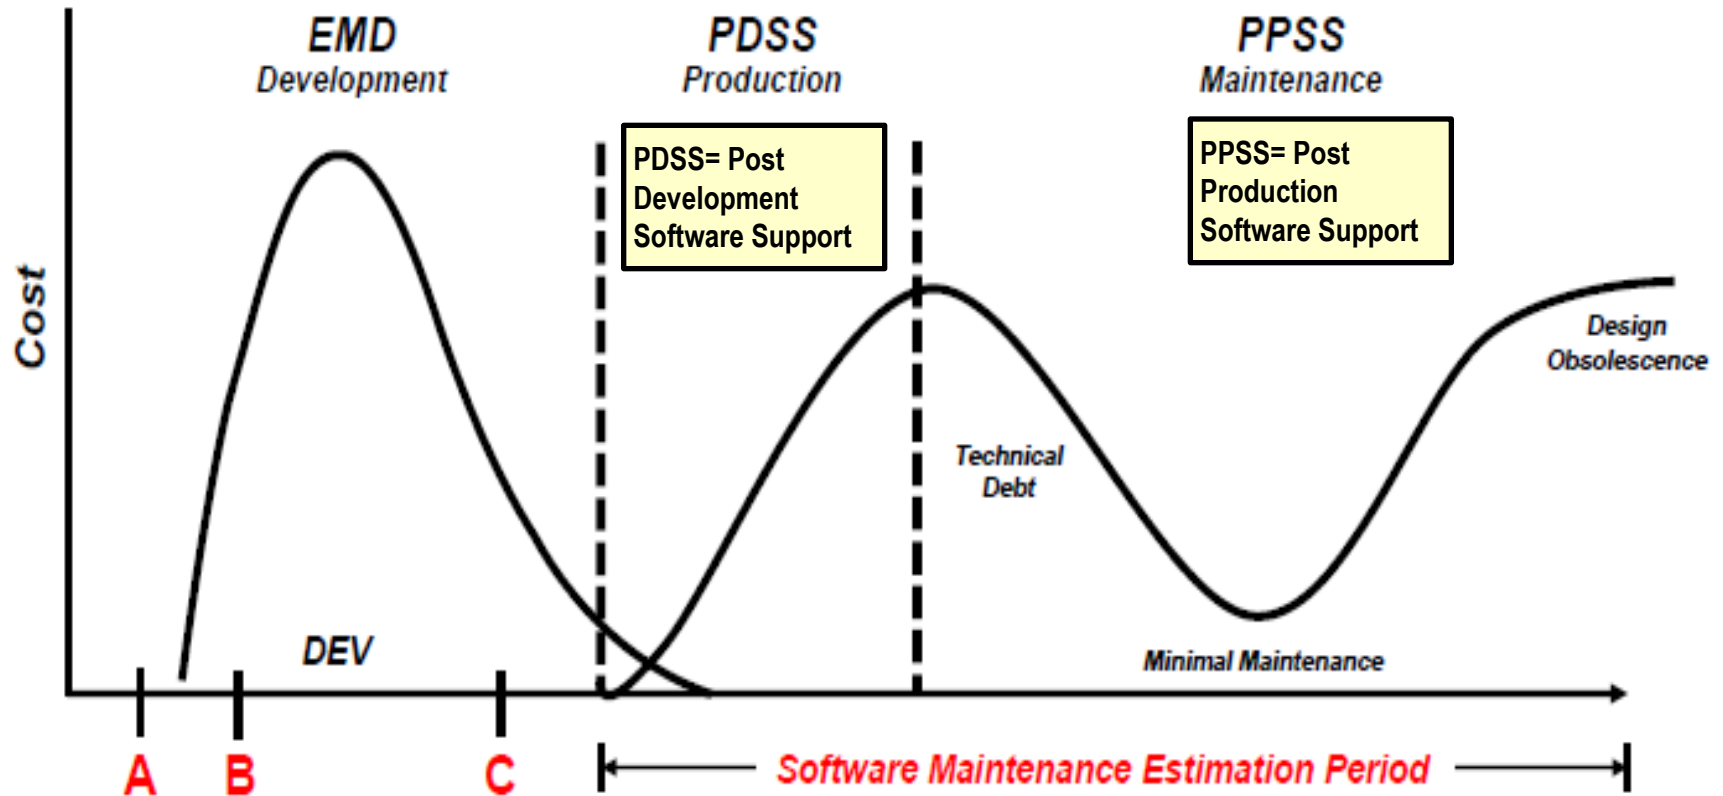 EMD
Development
PDSS
Production
PPSS
Maintenance
PDSS= Post
Development
Software Support
PPSS= Post
Production
Software Support
Cost
Design
Obsolescence
Technical
Debt
DEV
Minimal Maintenance
A
B
C
Software Maintenance Estimation Period